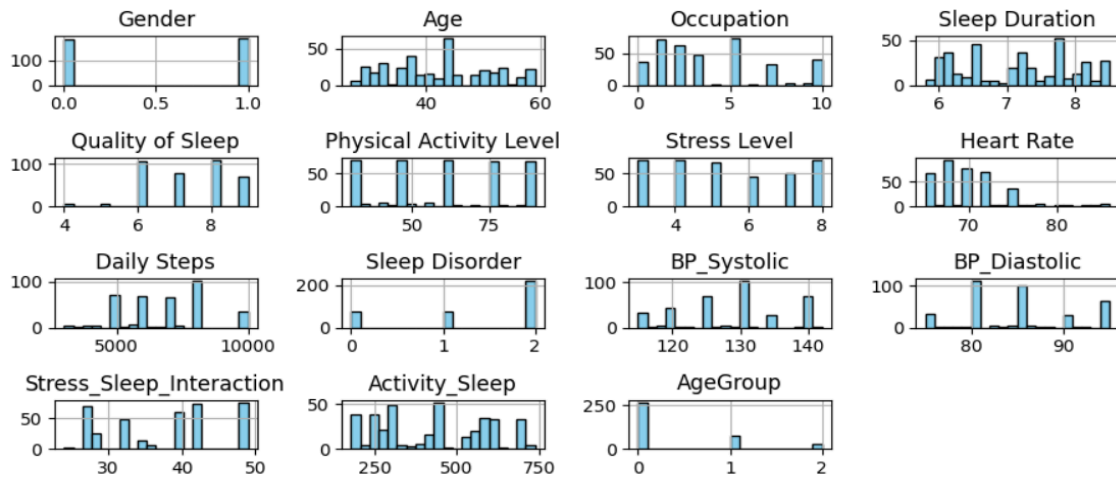 Gender Age Occupation Sleep Duration
100 50 50 50
0 0 0 0
0.0 0.5 1.0 40 60 0 5 10 6 7 8
Quality of Sleep Physical Activity Level Stress Level Heart Rate
100 50 50 50
0 0 0 0
4 6 8 50 75 4 6 8 70 80
Daily Steps Sleep Disorder BP_Systolic BP_Diastolic
100 200 100 100
0 0 0 0
5000 10000 0 1 2 120 130 140 80 90
Stress_Sleep_Interaction Activity_Sleep AgeGroup
50 50 250
0 0 0
30 40 50 250 500 750 0 1 2